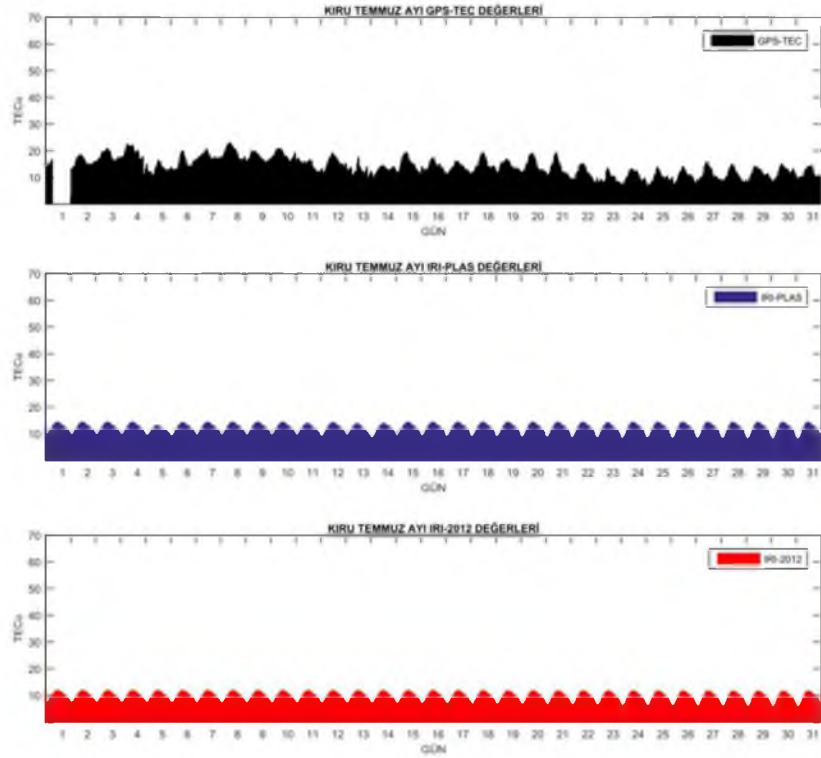 KIRU TEMMUZ AYI GPS-TEC DEĞERLERİ
70
60
50
40
30
20
10
TECu
GPS-TEC
1 2 3 4 5 6 7 8 9 10 11 12 13 14 15 16 17 18 19 20 21 22 23 24 25 26 27 28 29 30 31
GÜN
KIRU TEMMUZ AYI IRI-PLAS DEĞERLERİ
70
60
50
40
30
20
10
TECu
IRI-PLAS
1 2 3 4 5 6 7 8 9 10 11 12 13 14 15 16 17 18 19 20 21 22 23 24 25 26 27 28 29 30 31
GÜN
KIRU TEMMUZ AYI IRI-2012 DEĞERLERİ
70
60
50
40
30
20
10
TECu
IRI-2012
1 2 3 4 5 6 7 8 9 10 11 12 13 14 15 16 17 18 19 20 21 22 23 24 25 26 27 28 29 30 31
GÜN